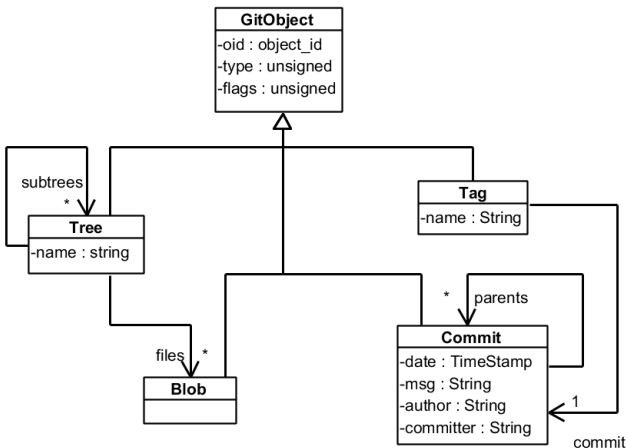 GitObject
-oid : object_id
-type : unsigned
-flags : unsigned
subtrees
*
Tree
-name : string
Tag
-name : String
* parents
files *
Blob
Commit
-date : TimeStamp
-msg : String
-author : String
-committer : String
1
commit